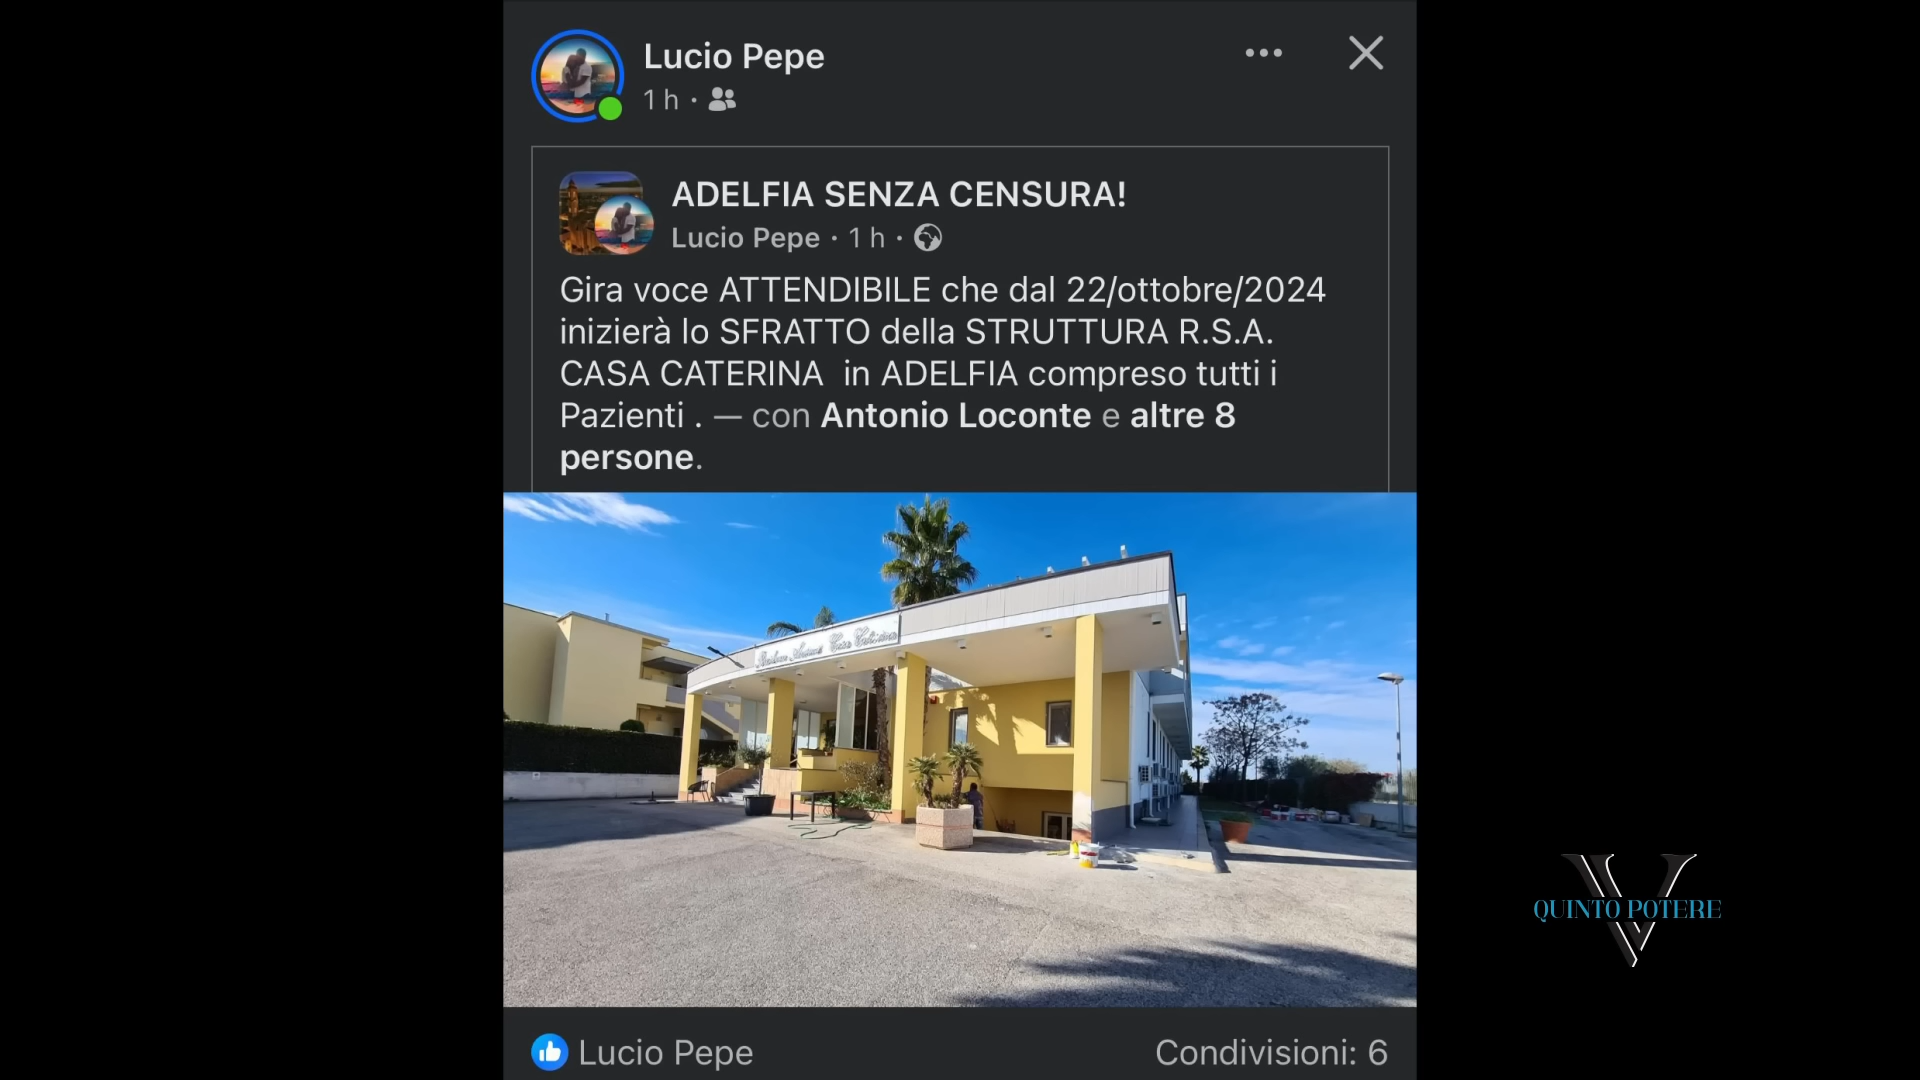 Lucio Pepe
1 h ·
ADELFIA SENZA CENSURA!
Lucio Pepe · 1 h ·
Gira voce ATTENDIBILE che dal 22/ottobre/2024
inizierà lo SFRATTO della STRUTTURA R.S.A.
CASA CATERINA in ADELFIA compreso tutti i
Pazienti . — con Antonio Loconte e altre 8
persone.
Casa Caterina
V
QUINTO POTERE
Lucio Pepe
Condivisioni: 6